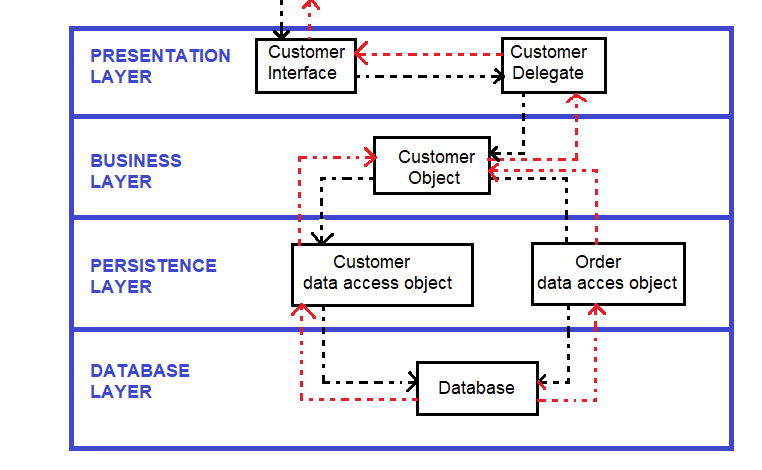 PRESENTATION
LAYER
Customer
Interface
Customer
Delegate
BUSINESS
LAYER
Customer
Object
PERSISTENCE
LAYER
Customer
data access object
Order
data acces object
DATABASE
LAYER
Database